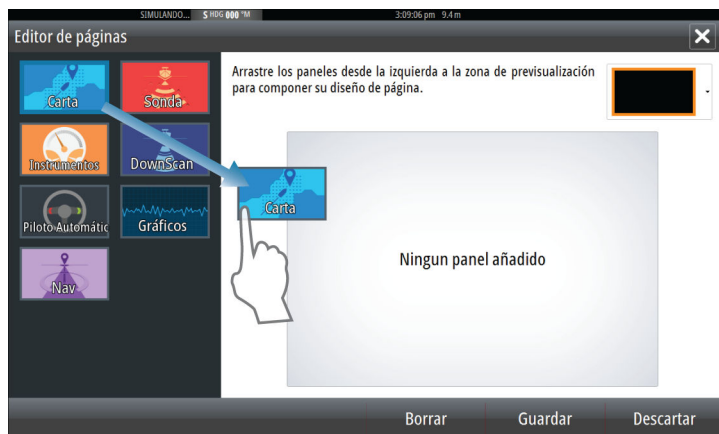 SIMULANDO... S HDG 000 °M 3:09:06 pm 9.4 m
Editor de páginas
Carta
Sonda
Instrumentos
DownScan
Piloto Automátic
Gráficos
Nav
Arrastre los paneles desde la izquierda a la zona de previsualización
para componer su diseño de página.
Carta
Ningun panel añadido
Borrar Guardar Descartar